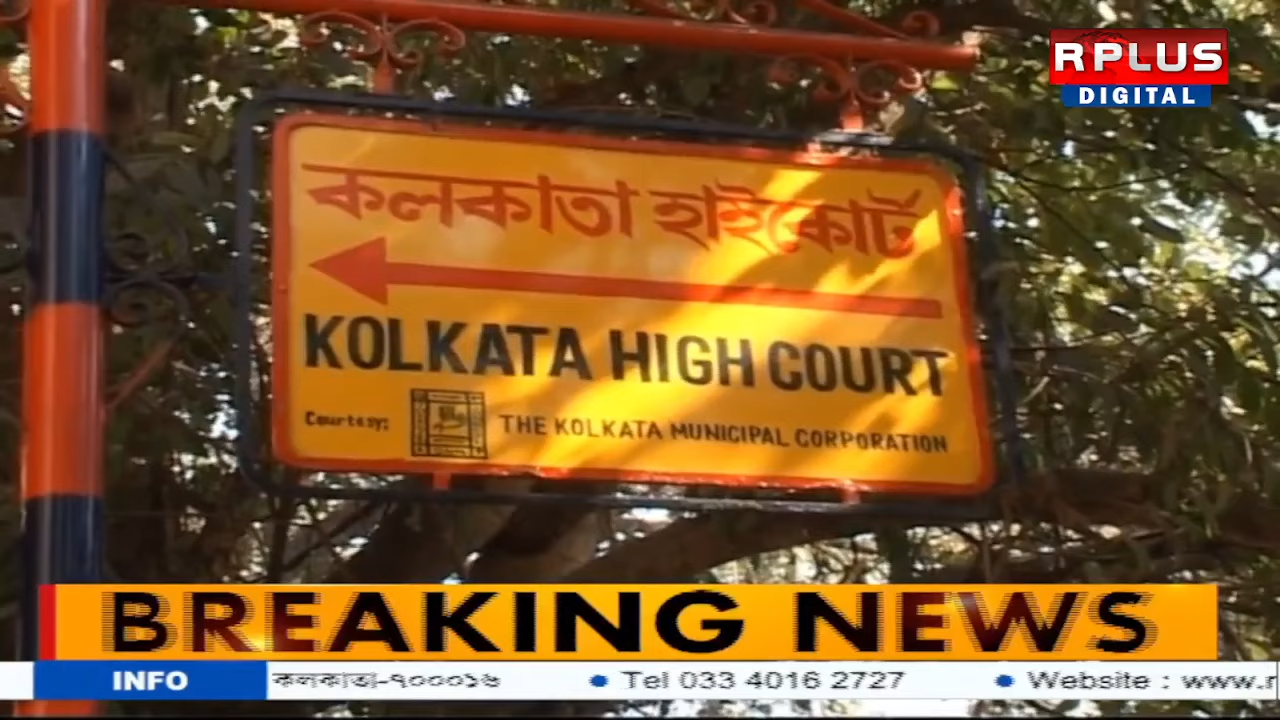 RPLUS
DIGITAL
কলকাতা হাইকোর্ট
KOLKATA HIGH COURT
Courtesy: THE KOLKATA MUNICIPAL CORPORATION
BREAKING NEWS
INFO কলকাতা-৭০০০১৬ • Tel 033 4016 2727 • Website : www.r